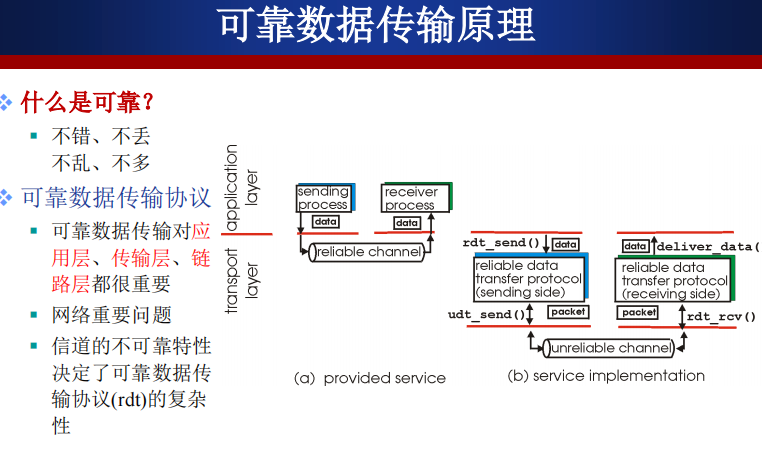 可靠数据传输原理
什么是可靠？
不错、不丢
不乱、不多
可靠数据传输协议
可靠数据传输对应
用层、传输层、链
路层都很重要
网络重要问题
信道的不可靠特性
决定了可靠数据传
输协议(rdt)的复杂
性
application
layer
transport
layer
sending
process
receiver
process
data
data
reliable channel
(a) provided service
rdt_send()
data
data
deliver_data(
reliable data
transfer protocol
(sending side)
reliable data
transfer protocol
(receiving side)
udt_send()
packet
packet
rdt_rcv()
unreliable channel
(b) service implementation